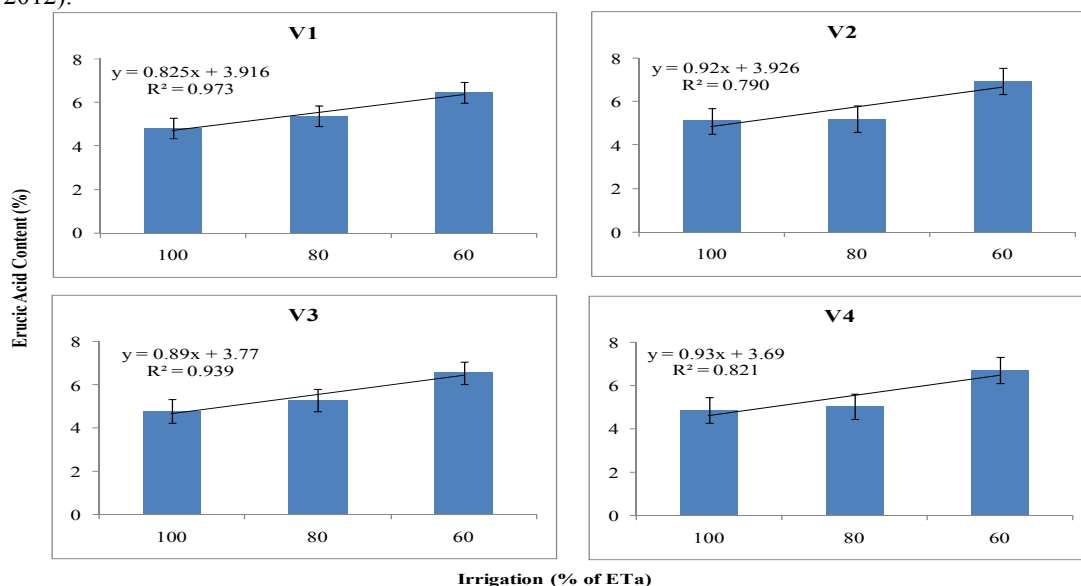 2012).
V1
y = 0.825x + 3.916
R² = 0.973
8
6
4
2
0
100 80 60
V2
y = 0.92x + 3.926
R² = 0.790
8
6
4
2
0
100 80 60
Erucic Acid Content (%)
V3
y = 0.89x + 3.77
R² = 0.939
8
6
4
2
0
100 80 60
V4
y = 0.93x + 3.69
R² = 0.821
8
6
4
2
0
100 80 60
Irrigation (% of ETa)